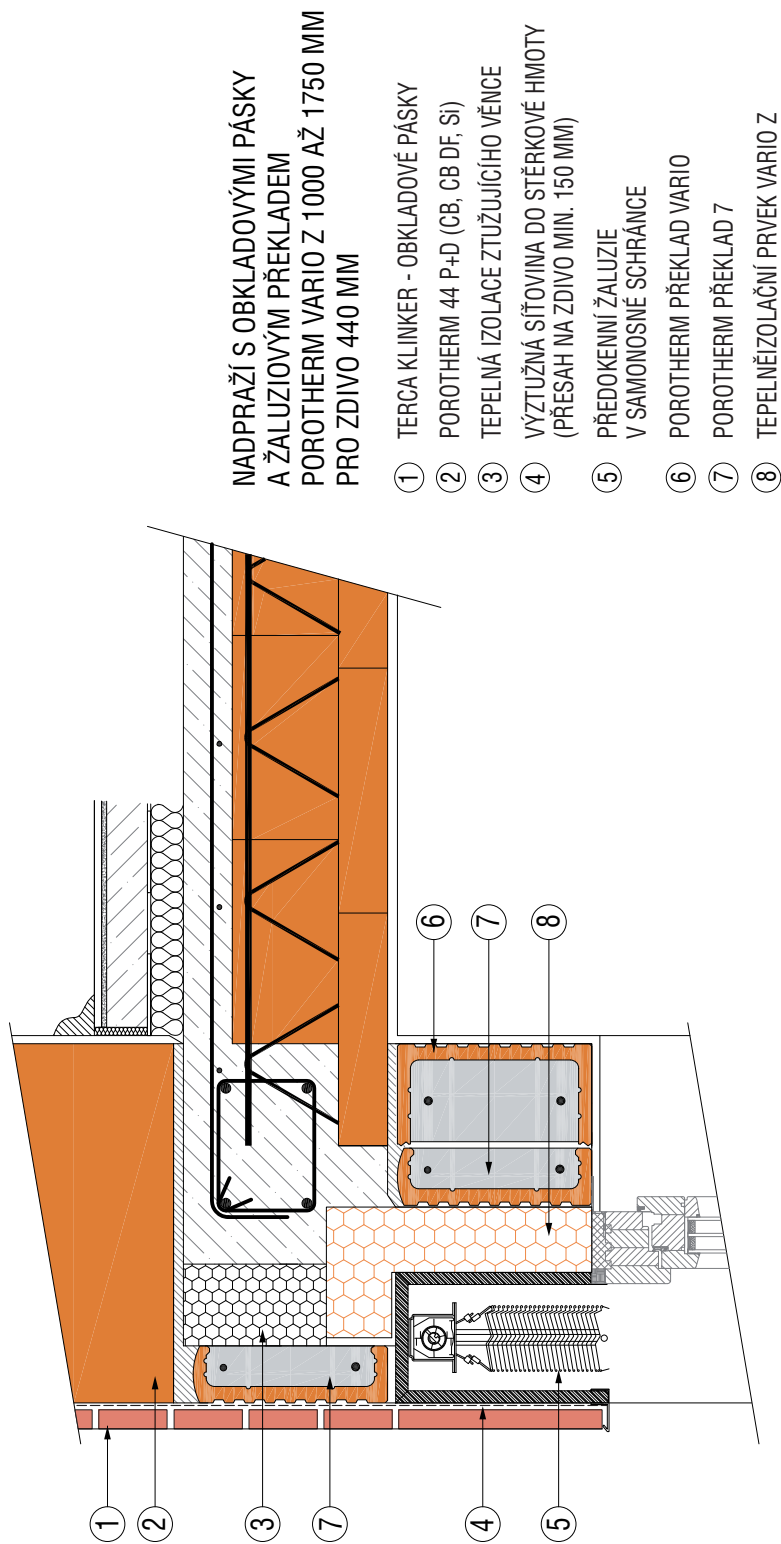 NADPRAŽÍ S OBKLADOVÝMI PÁSKY
A ŽALUZIOVÝM PŘEKLADEM
POROTHERM VARIO Z 1000 AŽ 1750 MM
PRO ZDIVO 440 MM
1 TERCA KLINKER - OBKLADOVÉ PÁSKY
2 POROTHERM 44 P+D (CB, CB DF, Si)
3 TEPELNÁ IZOLACE ZTUŽUJÍCÍHO VĚNCE
4 VÝZTUŽNÁ SÍŤOVINA DO STĚRKOVÉ HMOTY
(PŘESAH NA ZDIVO MIN. 150 MM)
5 PŘEDOKENNÍ ŽALUZIE
V SAMONOSNÉ SCHRÁNCE
6 POROTHERM PŘEKLAD VARIO
7 POROTHERM PŘEKLAD 7
8 TEPELNĚIZOLAČNÍ PRVEK VARIO Z
6
7
8
1
2
3
7
4
5